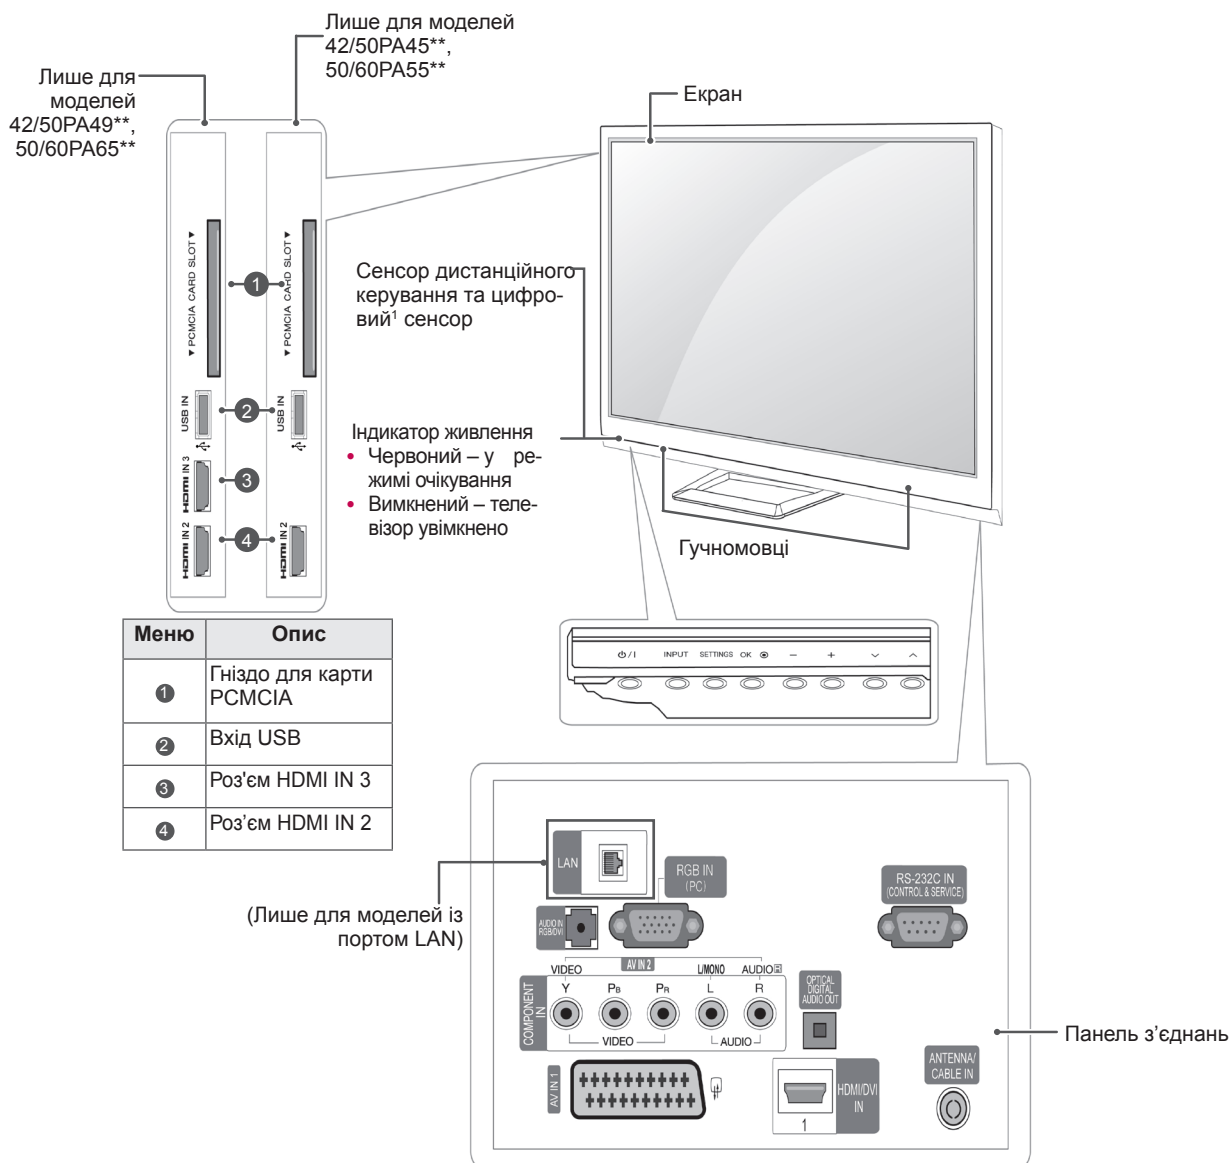 Лише для моделей
42/50PA45**,
50/60PA55**
Лише для
моделей
42/50PA49**,
50/60PA65**
Екран
▼ PCMCIA CARD SLOT ▼
▼ PCMCIA CARD SLOT ▼
1
USB IN
USB IN
2
HDMI IN 3
3
HDMI IN 2
HDMI IN 2
4
Сенсор дистанційного
керування та цифро-
вий¹ сенсор
Індикатор живлення
• Червоний – у ре-
жимі очікування
• Вимкнений – теле-
візор увімкнено
Гучномовці
Меню Опис
1 Гніздо для карти
PCMCIA
2 Вхід USB
3 Роз'єм HDMI IN 3
4 Роз’єм HDMI IN 2
⏻/I INPUT SETTINGS OK ⦿ − +
(Лише для моделей із
портом LAN)
LAN
RGB IN
(PC)
RS-232C IN
(CONTROL & SERVICE)
AUDIO IN
RGB/DVI
AV IN 2
VIDEO L/MONO AUDIO R
Y PB PR L R
COMPONENT
IN
VIDEO AUDIO
OPTICAL
DIGITAL
AUDIO OUT
Панель з’єднань
AV IN 1
HDMI/DVI
IN
1
ANTENNA/
CABLE IN